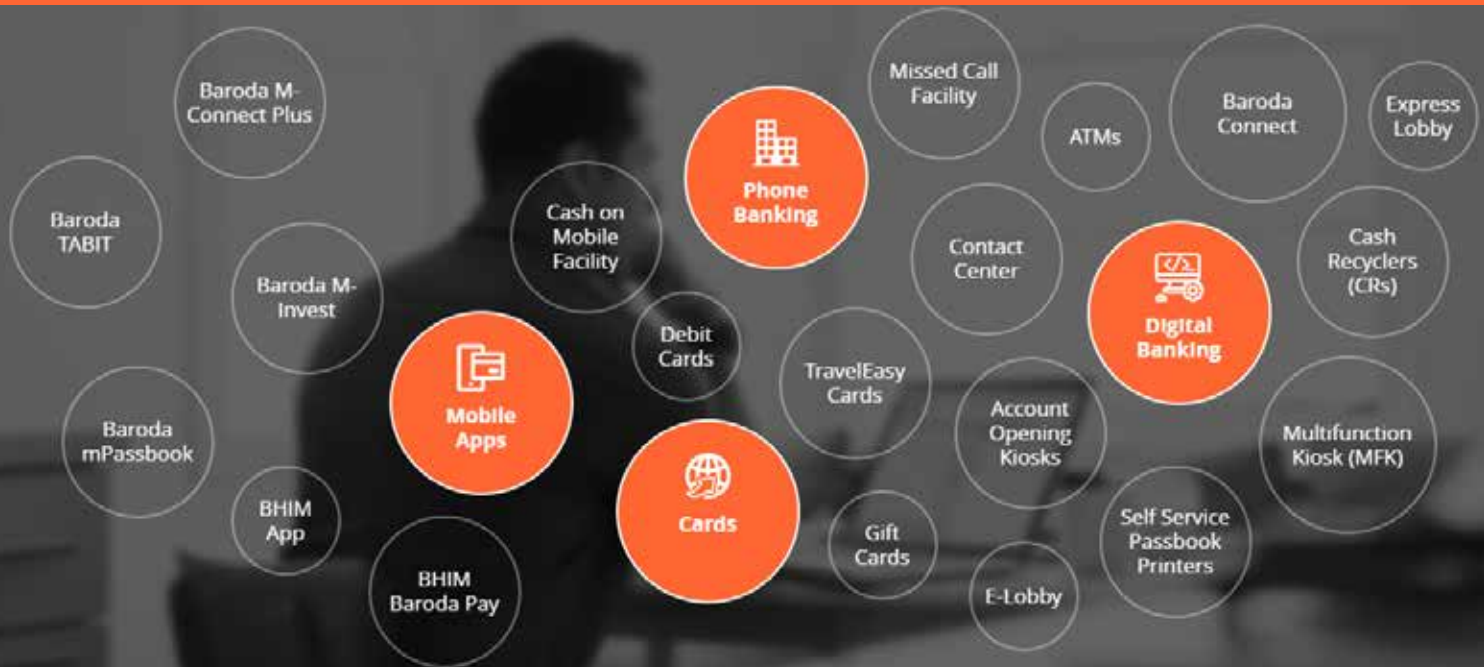 Baroda M-
Connect Plus
Baroda
TABIT
Baroda M-
Invest
Baroda
mPassbook
BHIM
App
BHIM
Baroda Pay
Mobile
Apps
Cash on
Mobile
Facility
Debit
Cards
Phone
Banking
Cards
TravelEasy
Cards
Gift
Cards
Missed Call
Facility
Contact
Center
ATMs
Baroda
Connect
Express
Lobby
Digital
Banking
Cash
Recyclers
(CRs)
Account
Opening
Kiosks
Multifunction
Kiosk (MFK)
Self Service
Passbook
Printers
E-Lobby